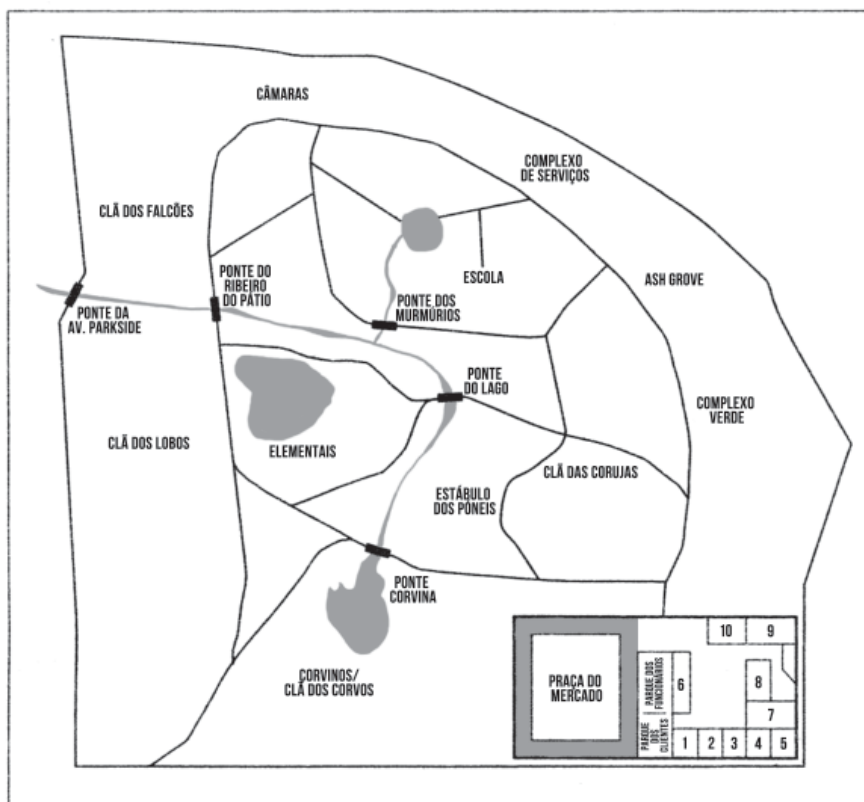 CÂMARAS
COMPLEXO
DE SERVIÇOS
CLÃ DOS FALCÕES
ESCOLA
ASH GROVE
PONTE DO
RIBEIRO
DO PÁTIO
PONTE DOS
MURMÚRIOS
PONTE DA
AV. PARKSIDE
PONTE
DO LAGO
COMPLEXO
VERDE
CLÃ DOS LOBOS
ELEMENTAIS
CLÃ DAS CORUJAS
ESTÁBULO
DOS PÔNEIS
PONTE
CORVINA
CORVINOS/
CLÃ DOS CORVOS
PRAÇA DO
MERCADO
PARQUE DOS
FUNCIONÁRIOS
PARQUE
DOS
CLIENTES
10
9
6
8
7
1
2
3
4
5